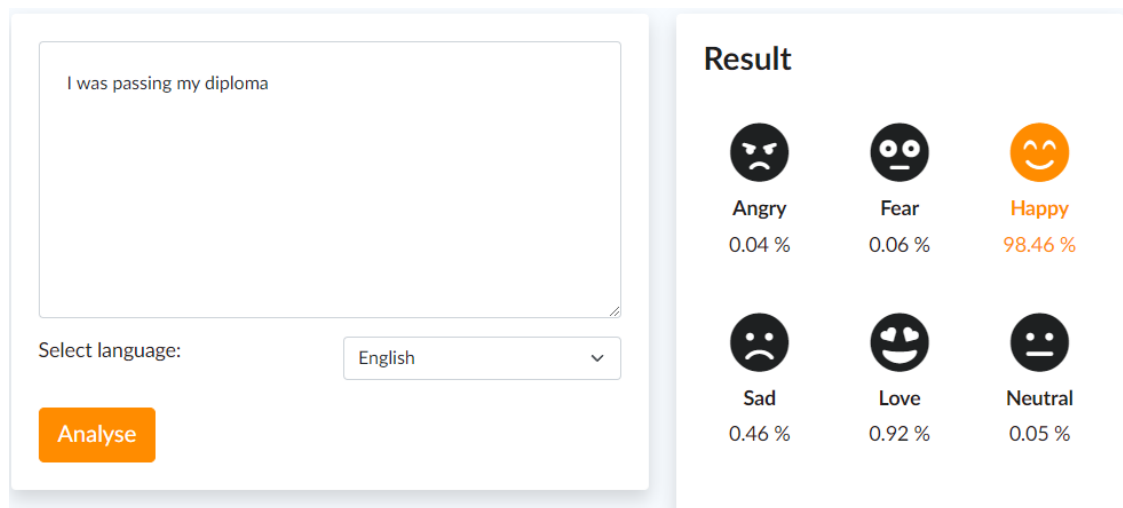 I was passing my diploma
Select language:
English
Analyse
Result
Angry
Fear
Happy
0.04 %
0.06 %
98.46 %
Sad
Love
Neutral
0.46 %
0.92 %
0.05 %